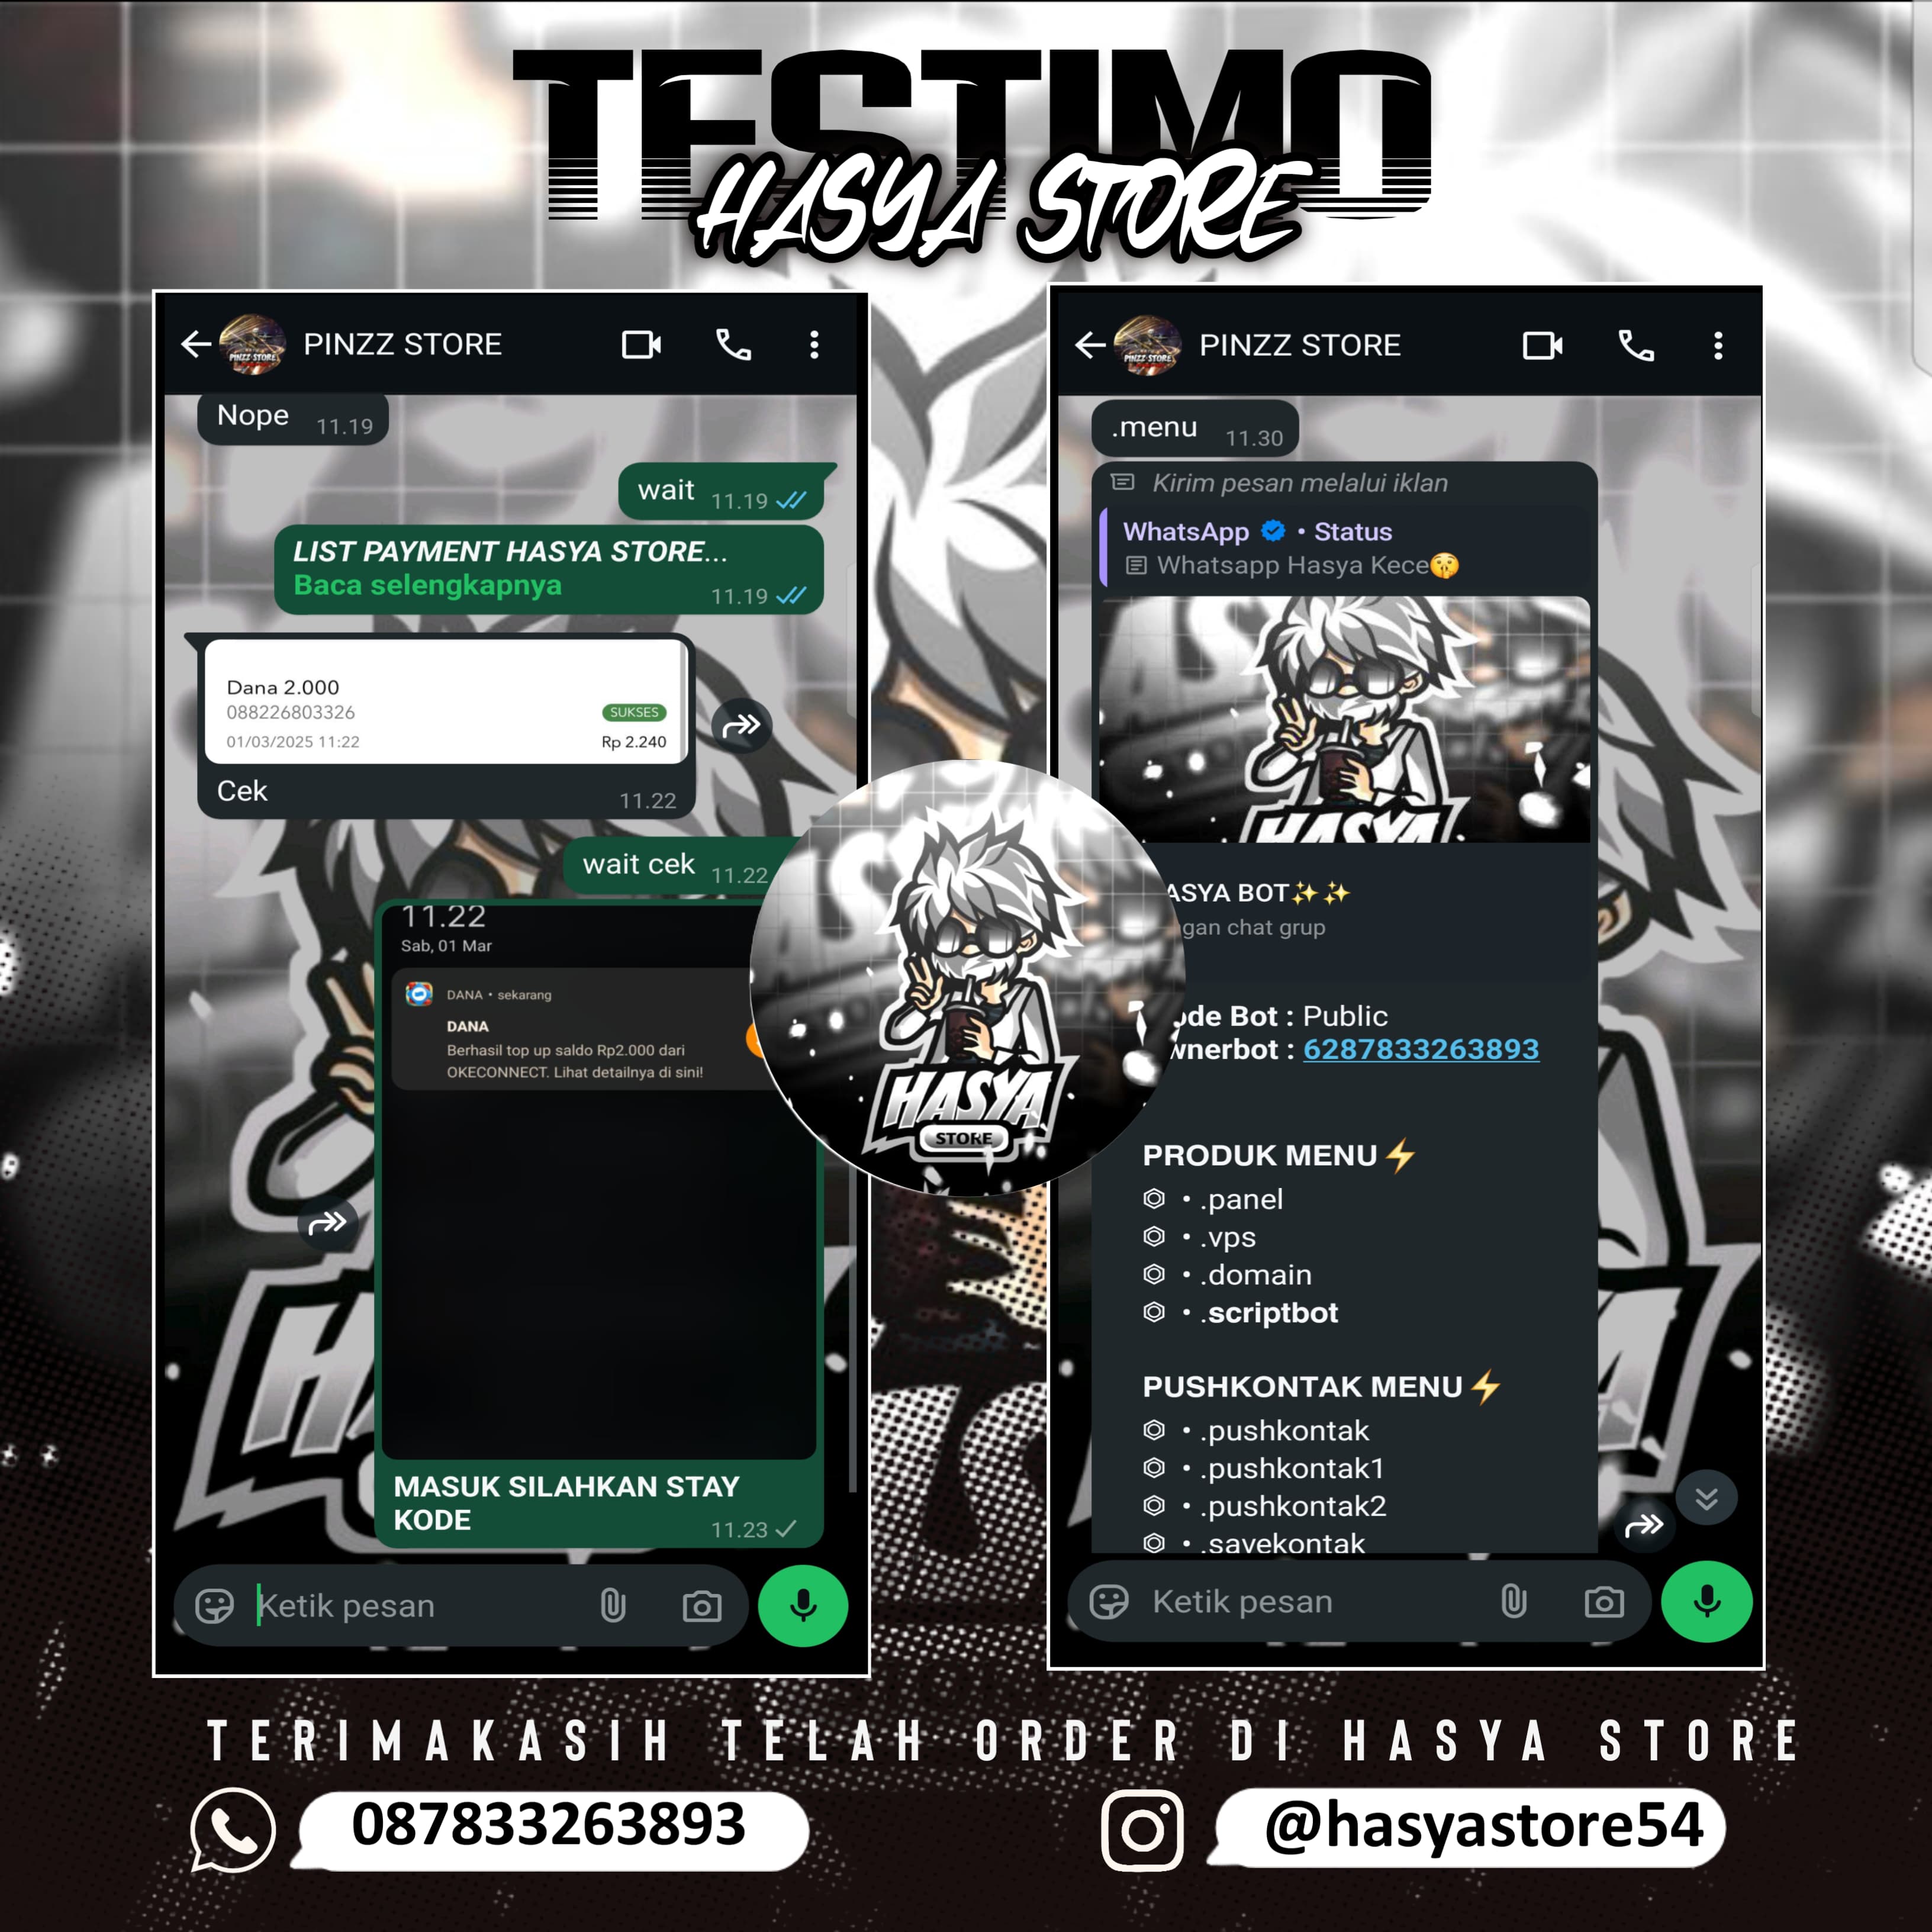 TESTIMO
HASYA STORE
PINZZ STORE
Nope 11.19
wait 11.19
LIST PAYMENT HASYA STORE...
Baca selengkapnya 11.19
Dana 2.000
088226803326 SUKSES
01/03/2025 11:22 Rp 2.240
Cek 11.22
wait cek 11.22
11.22
Sab, 01 Mar
DANA • sekarang
DANA
Berhasil top up saldo Rp2.000 dari
OKECONNECT. Lihat detailnya di sini!
MASUK SILAHKAN STAY
KODE 11.23
Ketik pesan
PINZZ STORE
PINZZ STORE
.menu 11.30
Kirim pesan melalui iklan
WhatsApp • Status
Whatsapp Hasya Kece🤫
HASYA
ASYA BOT✨✨
gan chat grup
ode Bot : Public
wnerbot : 6287833263893
PRODUK MENU⚡
• .panel
• .vps
• .domain
• .scriptbot
PUSHKONTAK MENU⚡
• .pushkontak
• .pushkontak1
• .pushkontak2
• .savekontak
Ketik pesan
PINZZ STORE
HASYA
STORE
TERIMAKASIH TELAH ORDER DI HASYA STORE
087833263893
@hasyastore54